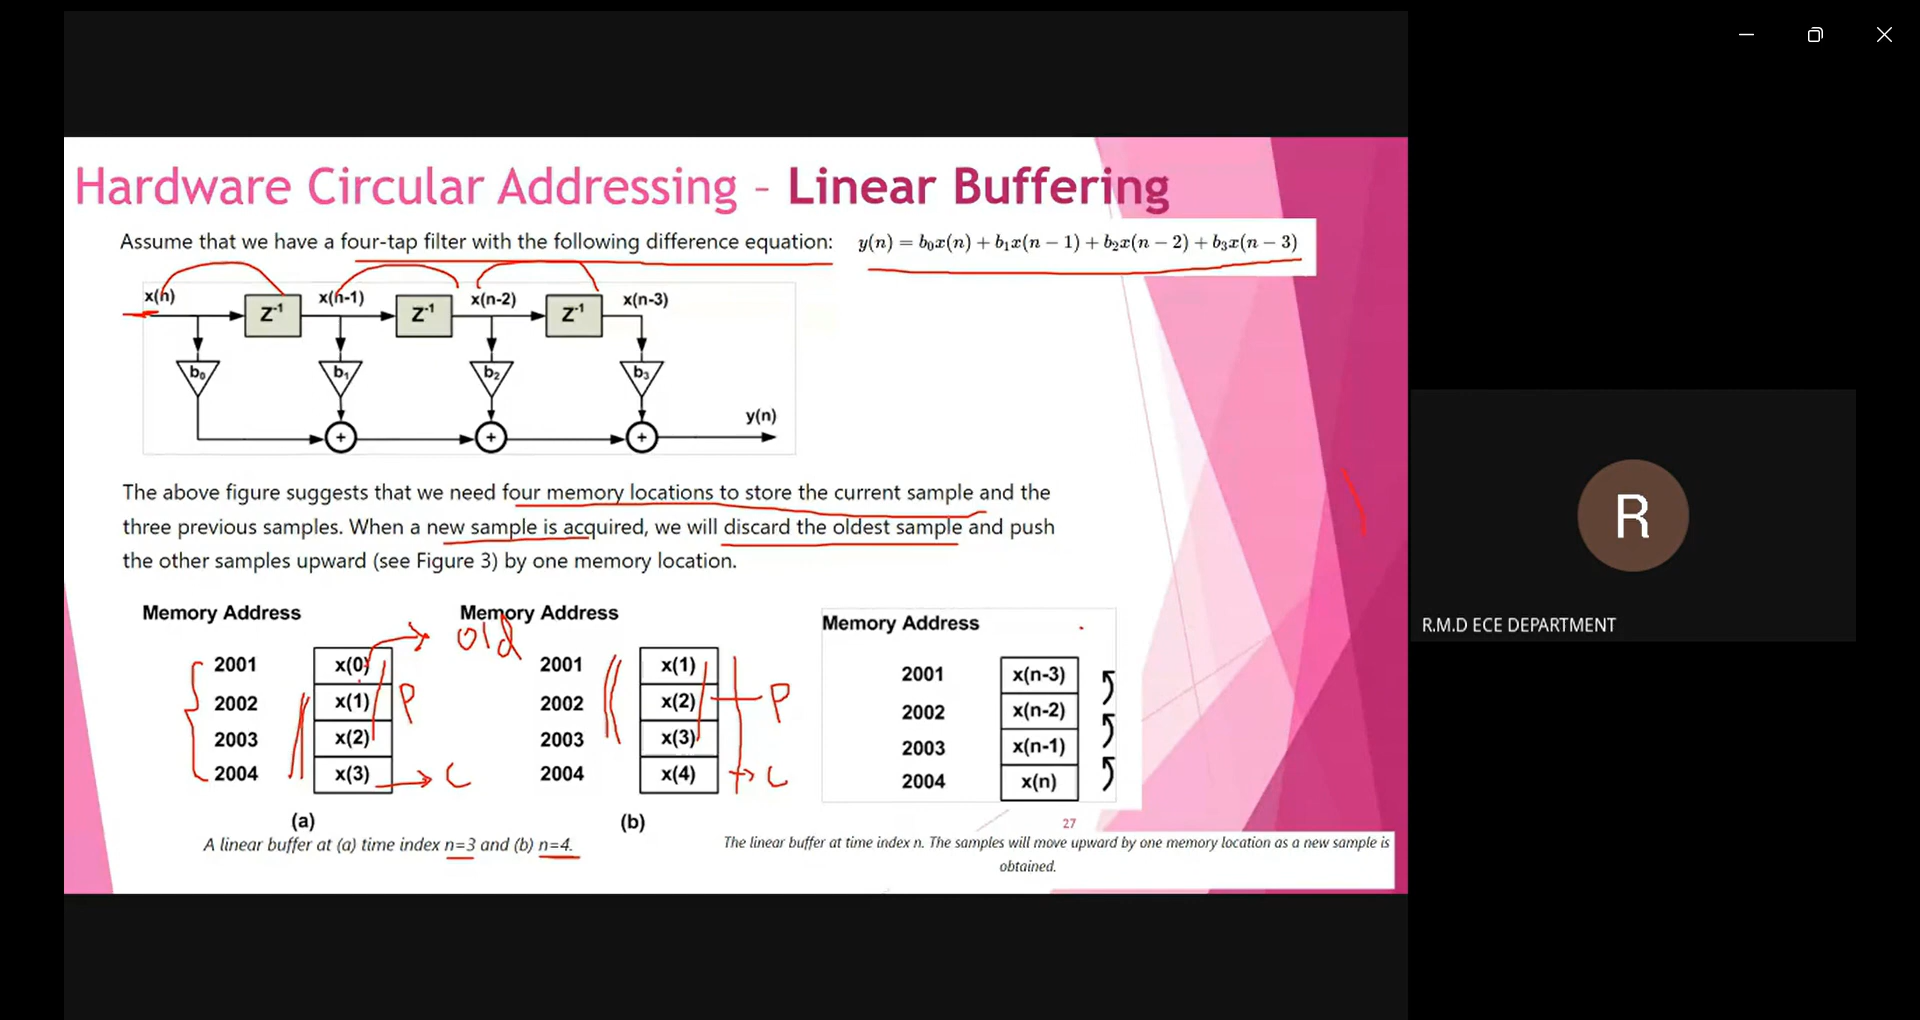 Hardware Circular Addressing - Linear Buffering
Assume that we have a four-tap filter with the following difference equation: y(n) = b₀x(n) + b₁x(n − 1) + b₂x(n − 2) + b₃x(n − 3)
x(n) x(n-1) x(n-2) x(n-3)
Z⁻¹ Z⁻¹ Z⁻¹
b₀ b₁ b₂ b₃
y(n)
+ + +
The above figure suggests that we need four memory locations to store the current sample and the
three previous samples. When a new sample is acquired, we will discard the oldest sample and push
the other samples upward (see Figure 3) by one memory location.
Memory Address
2001 x(0) old
2002 x(1) P
2003 x(2)
2004 x(3) C
(a)
Memory Address
2001 x(1)
2002 x(2) P
2003 x(3)
2004 x(4) C
(b)
A linear buffer at (a) time index n=3 and (b) n=4.
Memory Address
2001 x(n-3)
2002 x(n-2)
2003 x(n-1)
2004 x(n)
27
The linear buffer at time index n. The samples will move upward by one memory location as a new sample is
obtained.
R
R.M.D ECE DEPARTMENT